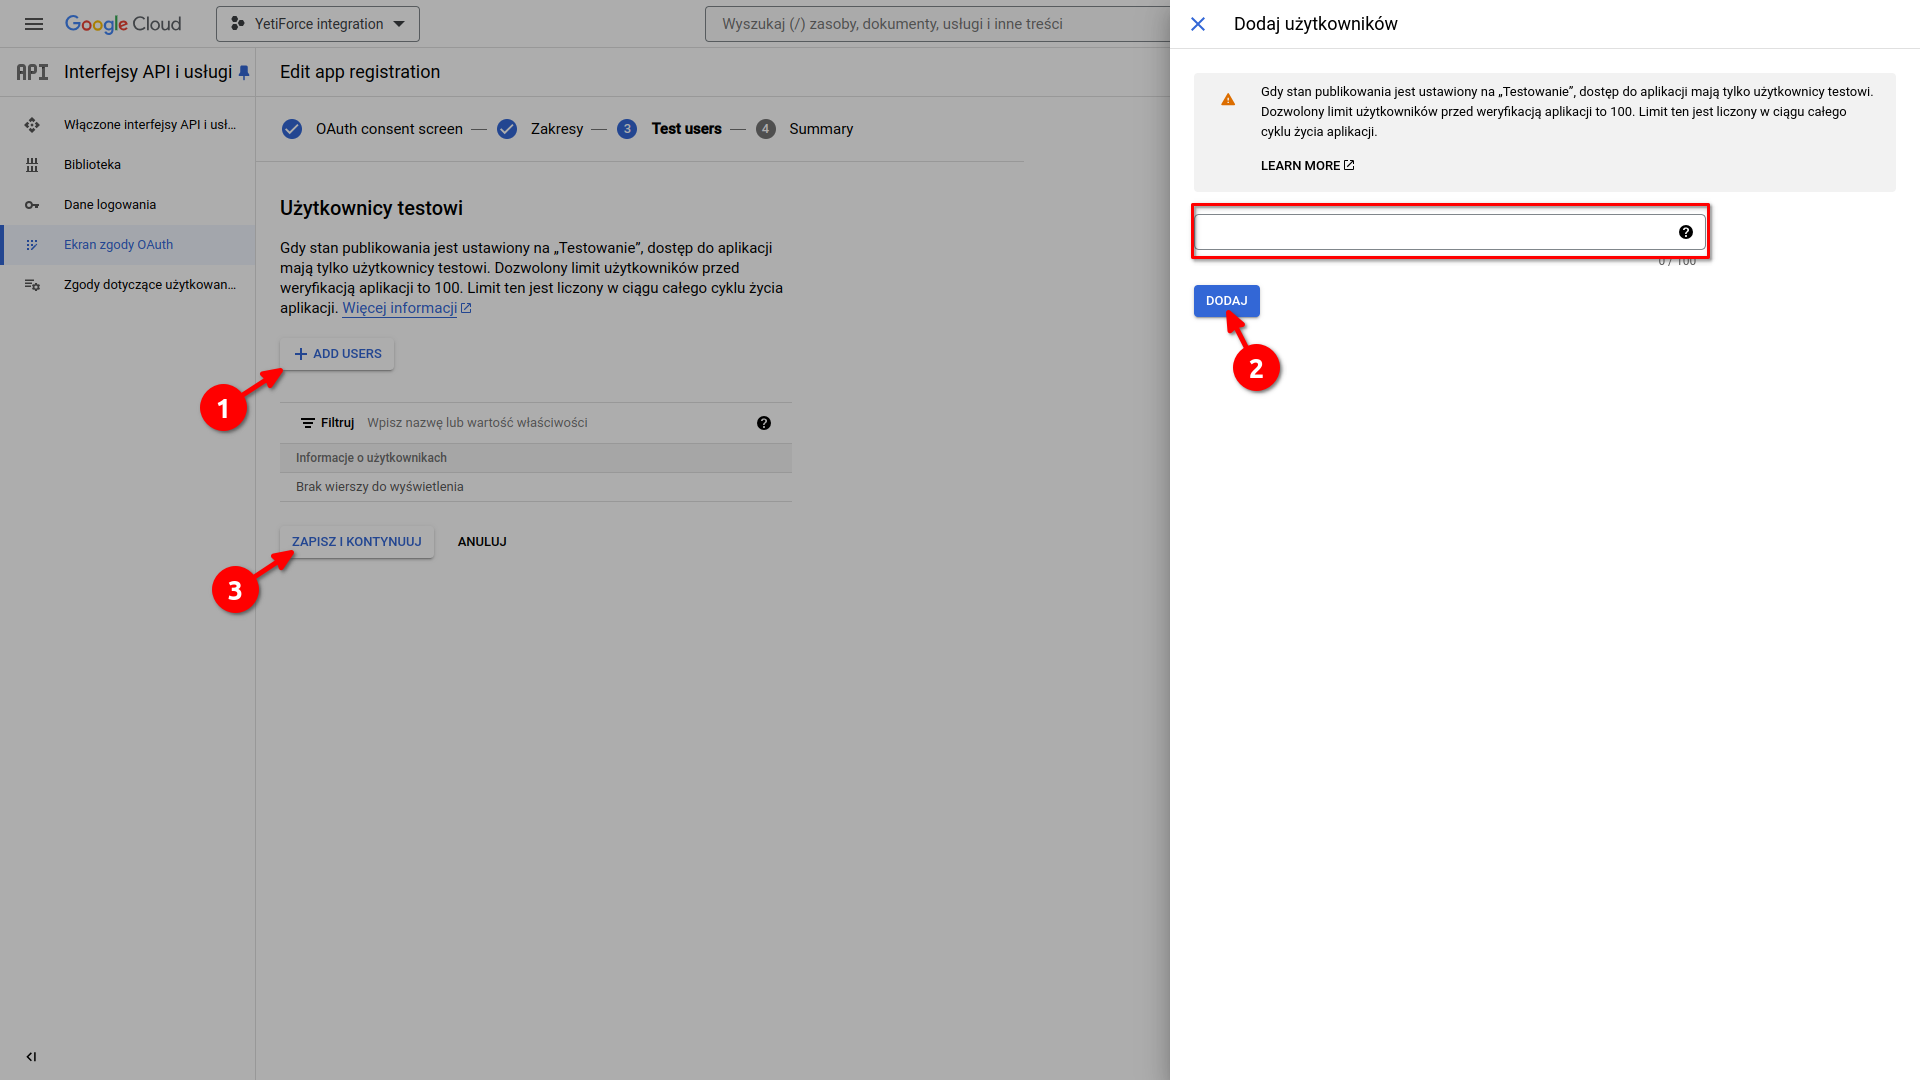 Google Cloud
YetiForce integration
Wyszukaj (/) zasoby, dokumenty, usługi i inne treści
API
Interfejsy API i usługi
Włączone interfejsy API i usł...
Biblioteka
Dane logowania
Ekran zgody OAuth
Zgody dotyczące użytkowan...
Edit app registration
OAuth consent screen
Zakresy
3
Test users
4
Summary
Użytkownicy testowi
Gdy stan publikowania jest ustawiony na „Testowanie”, dostęp do aplikacji
mają tylko użytkownicy testowi. Dozwolony limit użytkowników przed
weryfikacją aplikacji to 100. Limit ten jest liczony w ciągu całego cyklu życia
aplikacji. Więcej informacji
ADD USERS
1
Filtruj
Wpisz nazwę lub wartość właściwości
?
Informacje o użytkownikach
Brak wierszy do wyświetlenia
ZAPISZ I KONTYNUUJ
ANULUJ
3
Dodaj użytkowników
Gdy stan publikowania jest ustawiony na „Testowanie”, dostęp do aplikacji mają tylko użytkownicy testowi.
Dozwolony limit użytkowników przed weryfikacją aplikacji to 100. Limit ten jest liczony w ciągu całego
cyklu życia aplikacji.
LEARN MORE
?
0 / 100
DODAJ
2